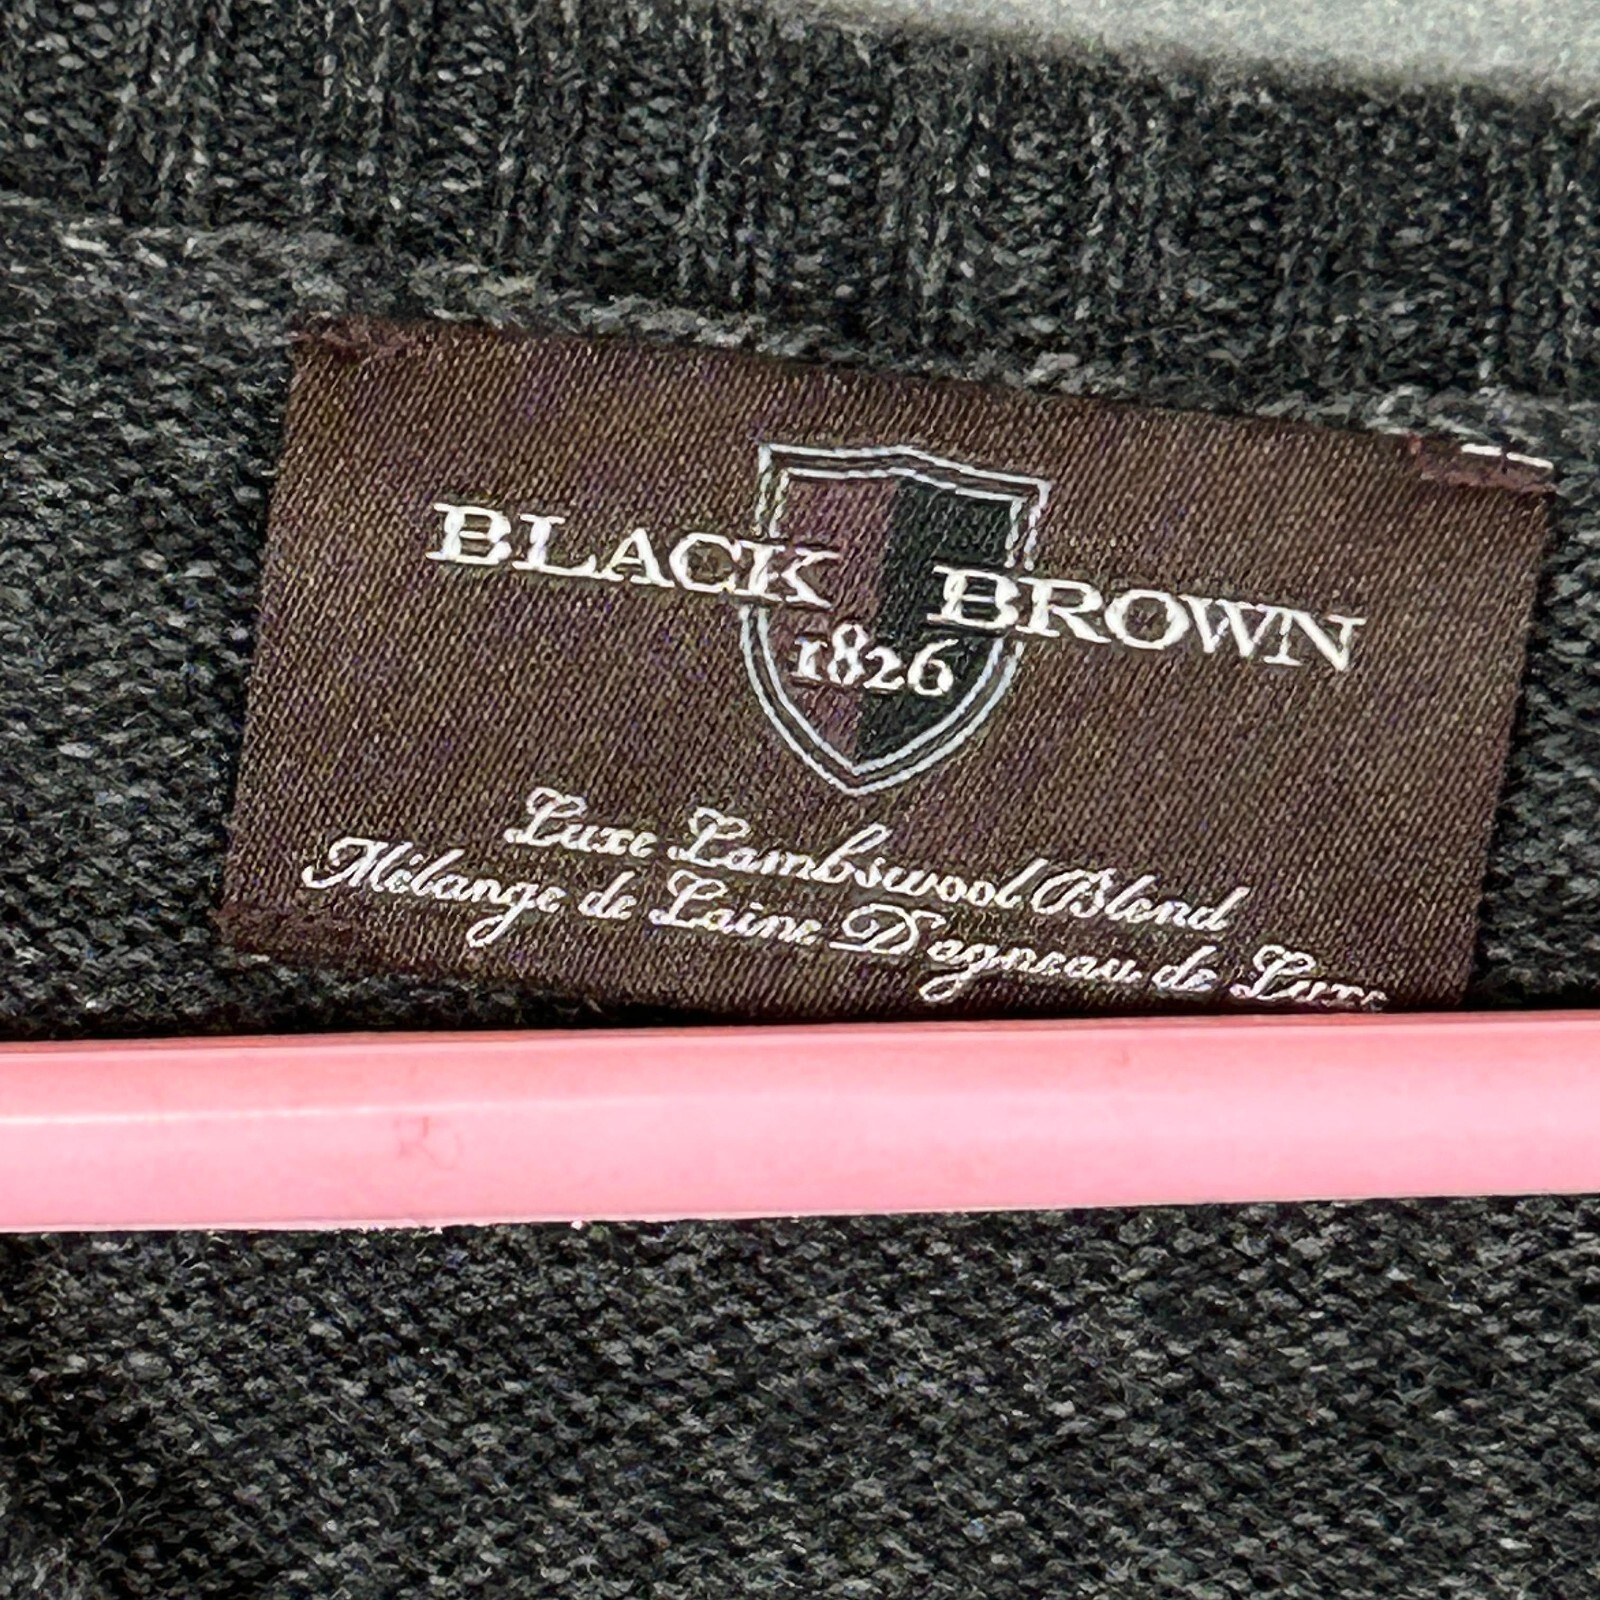 BLACK BROWN
1826
Luxe Lambswool Blend
Mélange de Laine D'agneau de Luxe